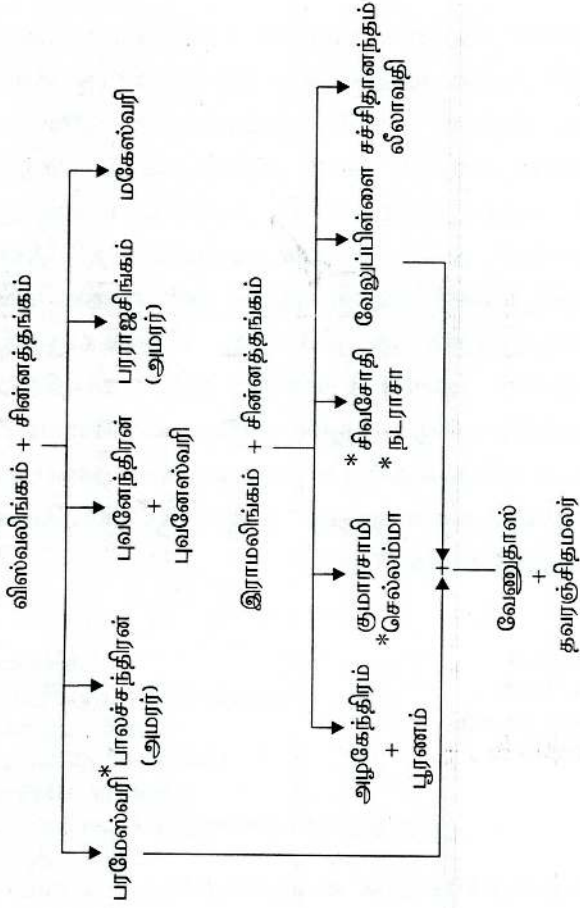 விஸ்வலிங்கம் + சின்னத்தங்கம்
பரமேஸ்வரி * பாலச்சந்திரன் புவனேந்திரன் பரராஜசிங்கம் மகேஸ்வரி
(அமரர்) + (அமரர்)
புவனேஸ்வரி
இராமலிங்கம் + சின்னத்தங்கம்
அழகேந்திரம் குமாரசாமி *சிவசோதி வேலுப்பிள்ளை சச்சிதானந்தம்
+ *செல்லம்மா *நடராசா லீலாவதி
பூரணம்
+
வேணுதாஸ்
+
தவரஞ்சிதமலர்